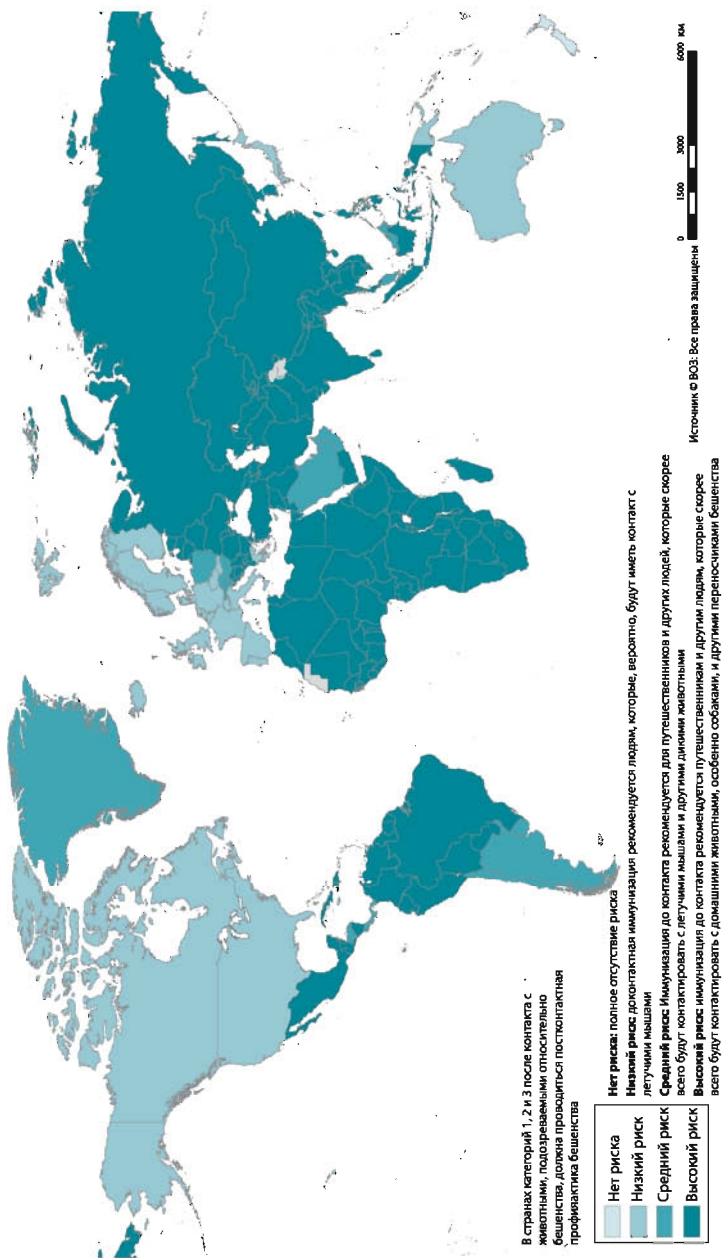 В странах категорий 1, 2 и 3 после контакта с
животными, подозреваемыми относительно
бешенства, должна проводиться постконтактная
профилактика бешенства
Нет риска
Низкий риск
Средний риск
Высокий риск
Нет риска: полное отсутствие риска
Низкий риск: доконтактная иммунизация рекомендуется людям, которые, вероятно, будут иметь контакт с
летучими мышами
Средний риск: Иммунизация до контакта рекомендуется для путешественников и других людей, которые скорее
всего будут контактировать с летучими мышами и другими дикими животными
Высокий риск: иммунизация до контакта рекомендуется путешественникам и другим людям, которые скорее
всего будут контактировать с домашними животными, особенно собаками, и другими переносчиками бешенства
0 1500 3000 6000 км
Источник © ВОЗ: Все права защищены